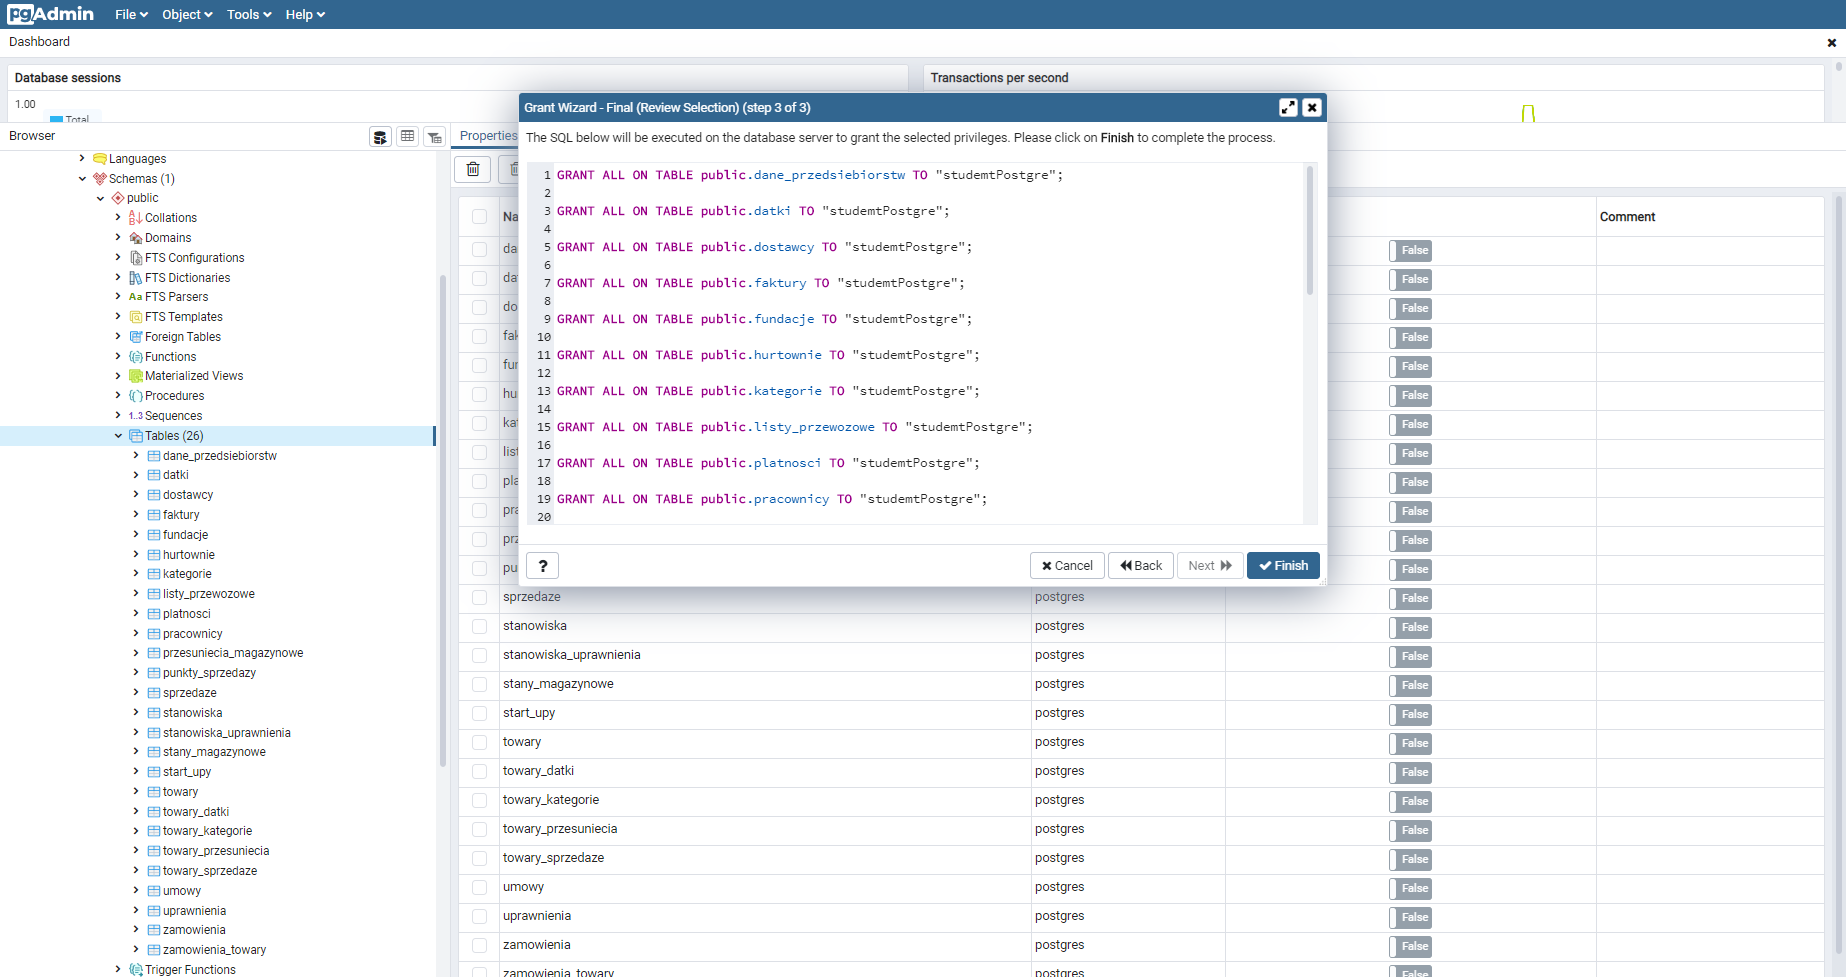 pgAdmin File Object Tools Help
Dashboard
Database sessions
Transactions per second
1.00
Total
Browser
Languages
Schemas (1)
public
Collations
Domains
FTS Configurations
FTS Dictionaries
Aa FTS Parsers
FTS Templates
Foreign Tables
Functions
Materialized Views
Procedures
1..3 Sequences
Tables (26)
dane_przedsiebiorstw
datki
dostawcy
faktury
fundacje
hurtownie
kategorie
listy_przewozowe
platnosci
pracownicy
przesuniecia_magazynowe
punkty_sprzedazy
sprzedaze
stanowiska
stanowiska_uprawnienia
stany_magazynowe
start_upy
towary
towary_datki
towary_kategorie
towary_przesuniecia
towary_sprzedaze
umowy
uprawnienia
zamowienia
zamowienia_towary
Trigger Functions
Properties
Grant Wizard - Final (Review Selection) (step 3 of 3)
The SQL below will be executed on the database server to grant the selected privileges. Please click on Finish to complete the process.
1 GRANT ALL ON TABLE public.dane_przedsiebiorstw TO "studemtPostgre";
2
3 GRANT ALL ON TABLE public.datki TO "studemtPostgre";
4
5 GRANT ALL ON TABLE public.dostawcy TO "studemtPostgre";
6
7 GRANT ALL ON TABLE public.faktury TO "studemtPostgre";
8
9 GRANT ALL ON TABLE public.fundacje TO "studemtPostgre";
10
11 GRANT ALL ON TABLE public.hurtownie TO "studemtPostgre";
12
13 GRANT ALL ON TABLE public.kategorie TO "studemtPostgre";
14
15 GRANT ALL ON TABLE public.listy_przewozowe TO "studemtPostgre";
16
17 GRANT ALL ON TABLE public.platnosci TO "studemtPostgre";
18
19 GRANT ALL ON TABLE public.pracownicy TO "studemtPostgre";
20
? Cancel Back Next Finish
Na Comment
da False
dat False
do False
fak False
fur False
hu False
kat False
list False
pla False
pra False
prz False
pu False
sprzedaze postgres False
stanowiska postgres False
stanowiska_uprawnienia postgres False
stany_magazynowe postgres False
start_upy postgres False
towary postgres False
towary_datki postgres False
towary_kategorie postgres False
towary_przesuniecia postgres False
towary_sprzedaze postgres False
umowy postgres False
uprawnienia postgres False
zamowienia postgres False
zamowienia_towary postgres False